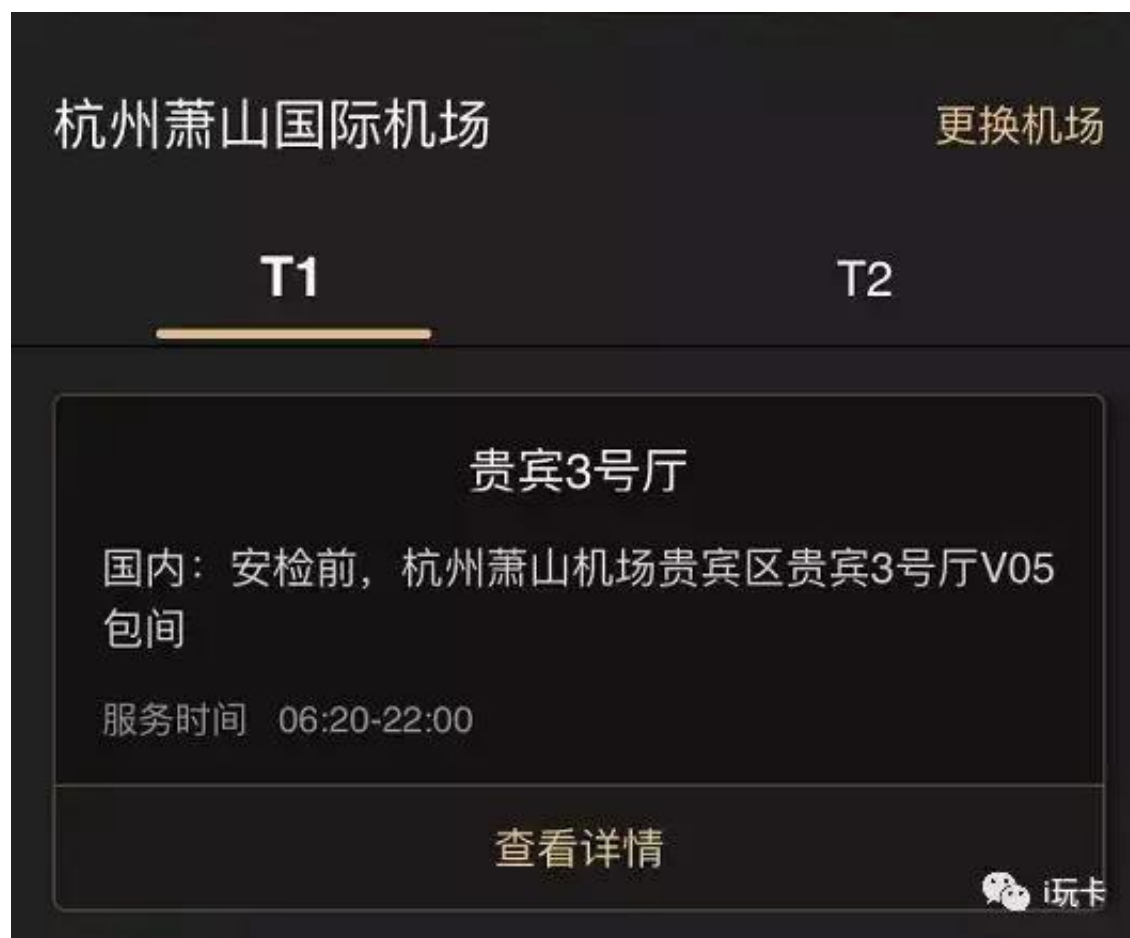 杭州萧山国际机场
更换机场
T1
T2
贵宾3号厅
国内：安检前，杭州萧山机场贵宾区贵宾3号厅V05
包间
服务时间 06:20-22:00
查看详情
i玩卡